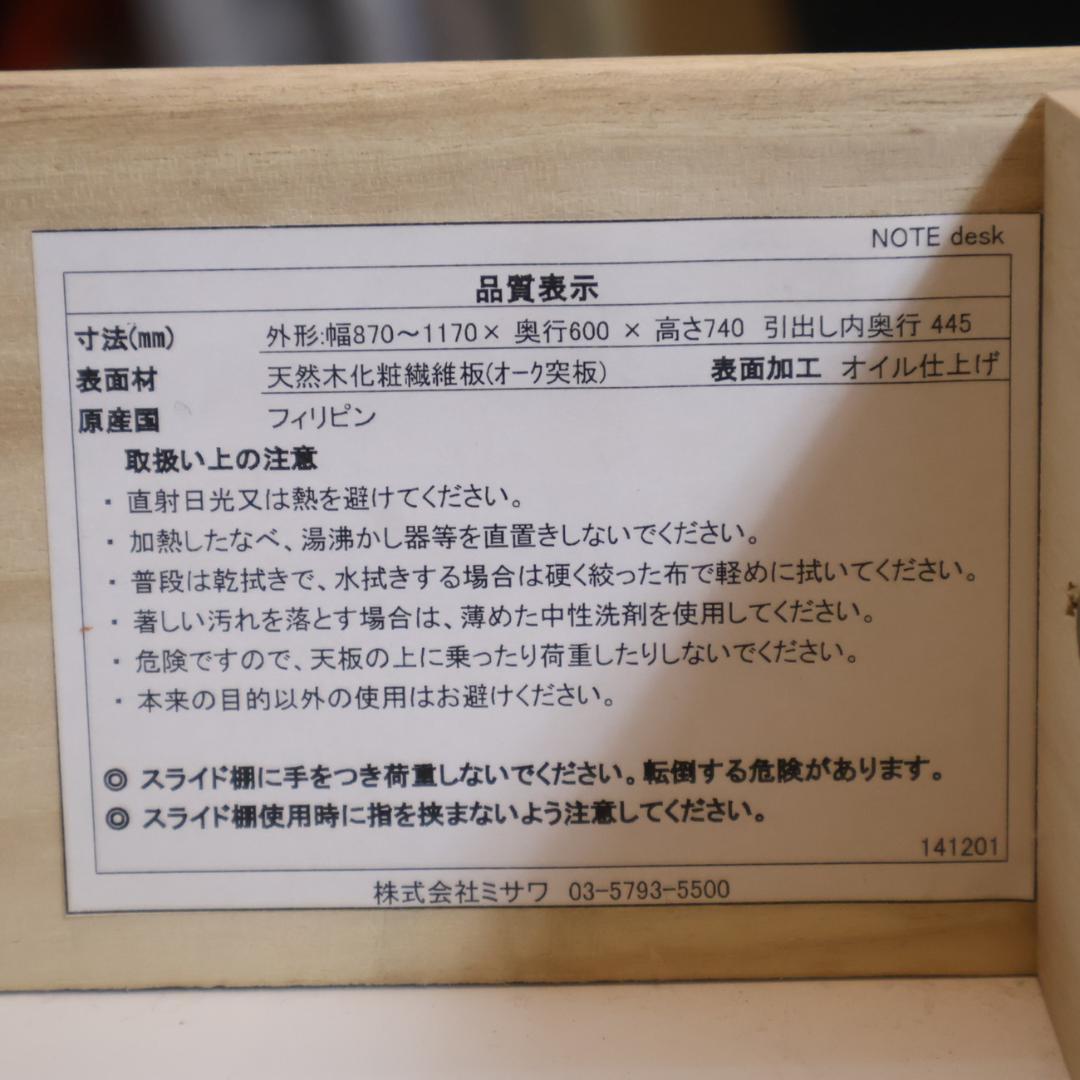 NOTE desk
品質表示
寸法(mm) 外形:幅870～1170× 奥行600 × 高さ740 引出し内奥行 445
表面材 天然木化粧繊維板(オーク突板) 表面加工 オイル仕上げ
原産国 フィリピン
取扱い上の注意
・ 直射日光又は熱を避けてください。
・ 加熱したなべ、湯沸かし器等を直置きしないでください。
・ 普段は乾拭きで、水拭きする場合は硬く絞った布で軽めに拭いてください。
・ 著しい汚れを落とす場合は、薄めた中性洗剤を使用してください。
・ 危険ですので、天板の上に乗ったり荷重したりしないでください。
・ 本来の目的以外の使用はお避けください。
◎ スライド棚に手をつき荷重しないでください。転倒する危険があります。
◎ スライド棚使用時に指を挟まないよう注意してください。
141201
株式会社ミサワ 03-5793-5500